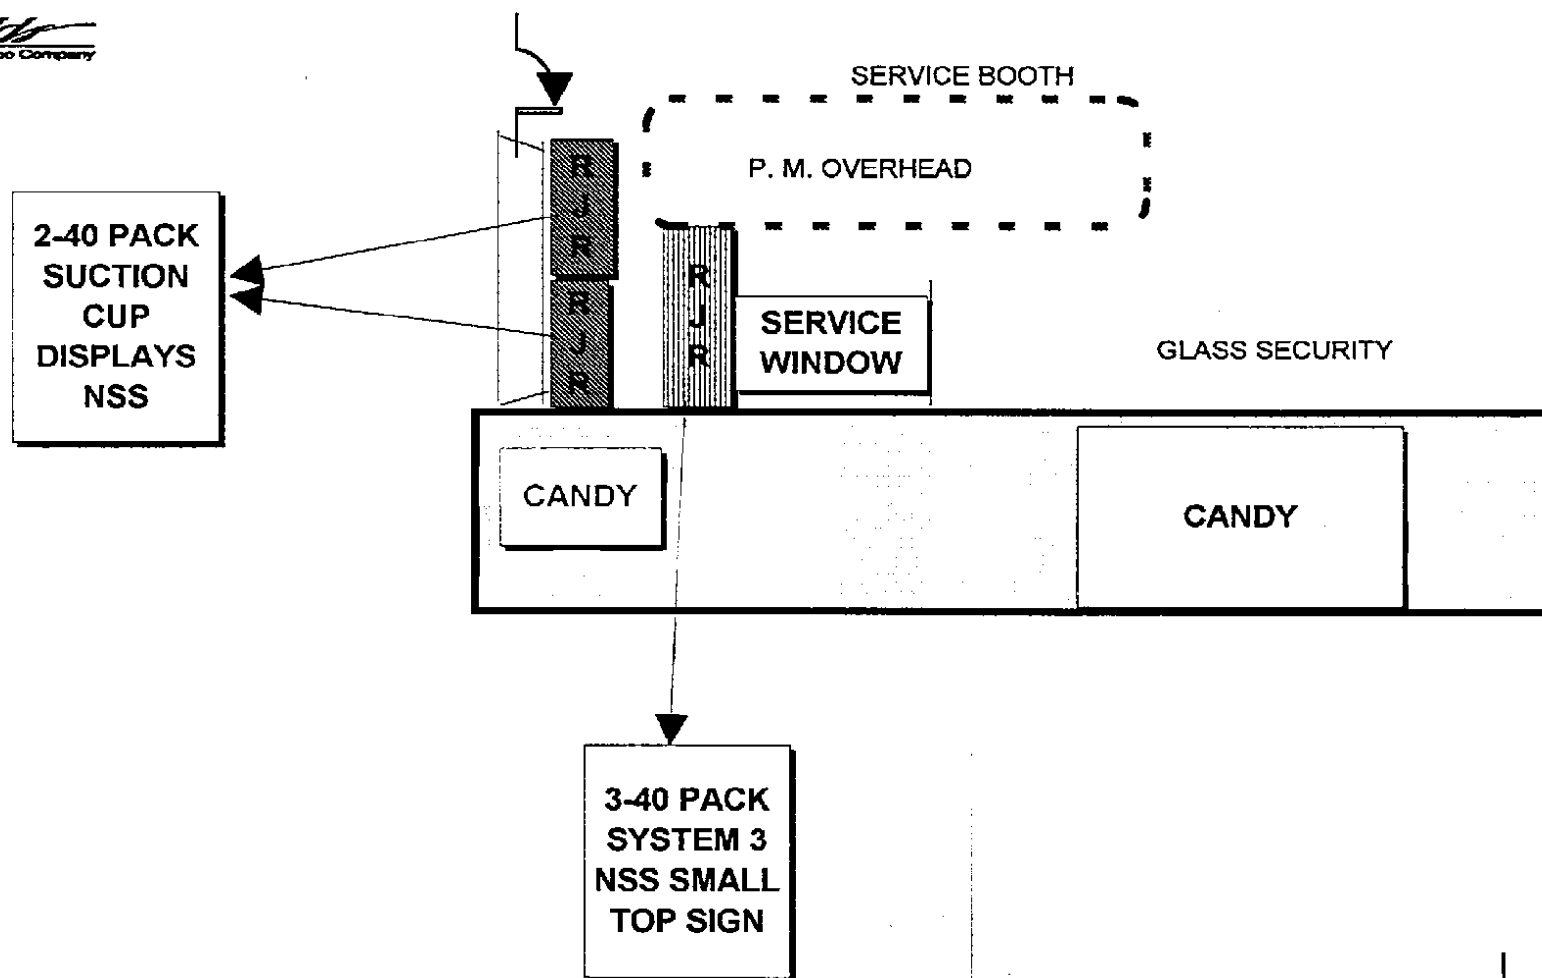 Company
SERVICE BOOTH
P. M. OVERHEAD
2-40 PACK
SUCTION
CUP
DISPLAYS
NSS
R
J
R
R
J
R
R
J
R
SERVICE
WINDOW
GLASS SECURITY
CANDY
CANDY
3-40 PACK
SYSTEM 3
NSS SMALL
TOP SIGN